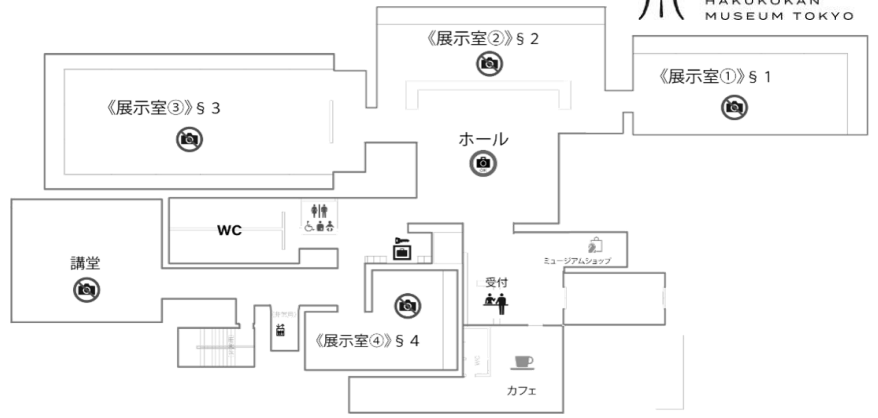 HAKUKOKAN
MUSEUM TOKYO
《展示室②》§ 2
《展示室①》§ 1
《展示室③》§ 3
ホール
WC
講堂
ミュージアムショップ
受付
《展示室④》§ 4
カフェ